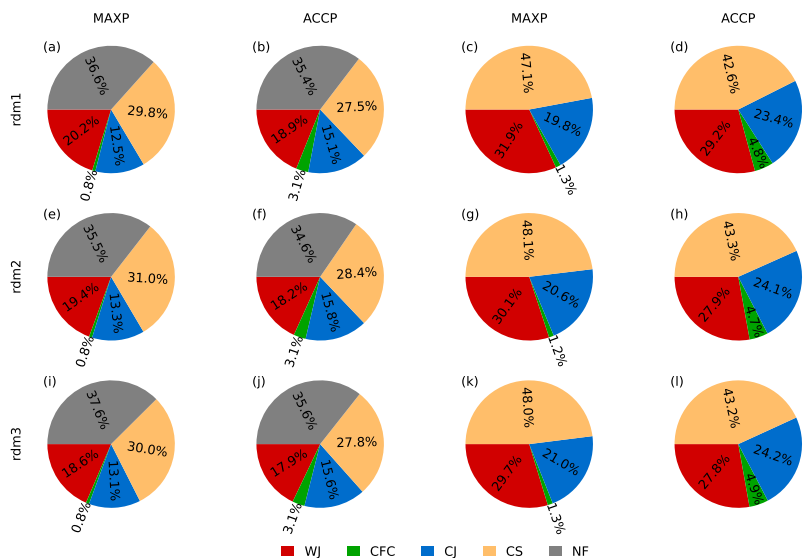 MAXP ACCP MAXP ACCP
(a) (b) (c) (d)
rdm1
36.6% 29.8% 12.5% 0.8% 20.2%
35.4% 27.5% 15.1% 3.1% 18.9%
47.1% 19.8% 1.3% 31.9%
42.6% 23.4% 4.8% 29.2%
(e) (f) (g) (h)
rdm2
35.5% 31.0% 13.3% 0.8% 19.4%
34.6% 28.4% 15.8% 3.1% 18.2%
48.1% 20.6% 1.2% 30.1%
43.3% 24.1% 4.7% 27.9%
(i) (j) (k) (l)
rdm3
37.6% 30.0% 13.1% 0.8% 18.6%
35.6% 27.8% 15.6% 3.1% 17.9%
48.0% 21.0% 1.3% 29.7%
43.2% 24.2% 4.9% 27.8%
WJ CFC CJ CS NF